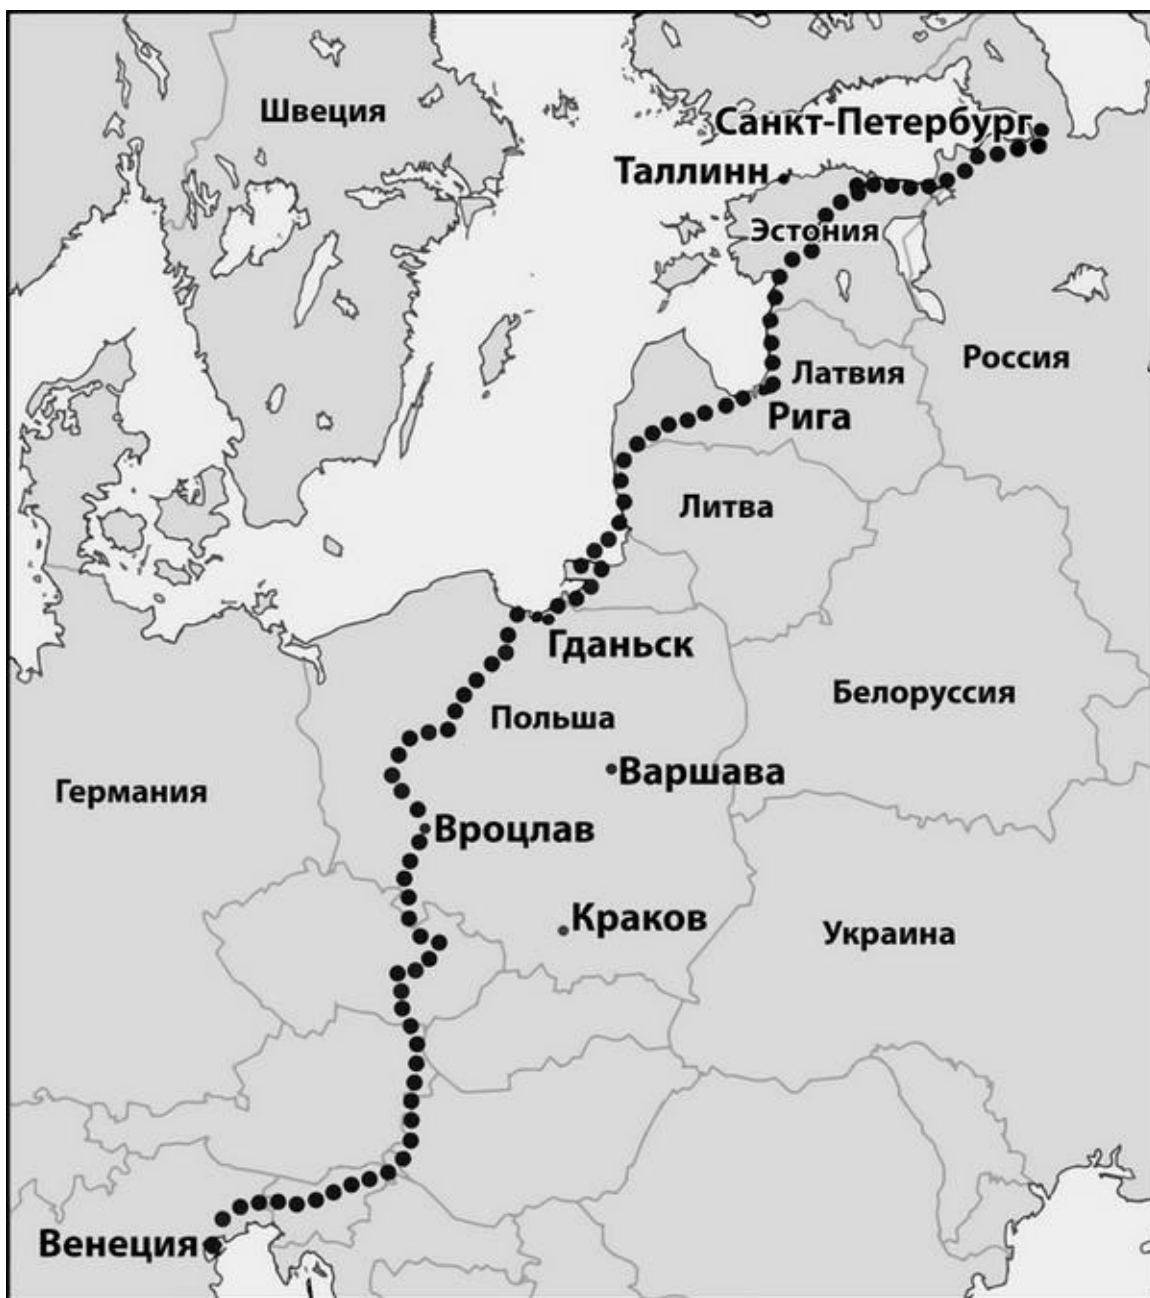 Швеция
Санкт-Петербург
Таллинн
Эстония
Россия
Латвия
Рига
Литва
Гданьск
Белоруссия
Польша
Варшава
Германия
Вроцлав
Краков
Украина
Венеция